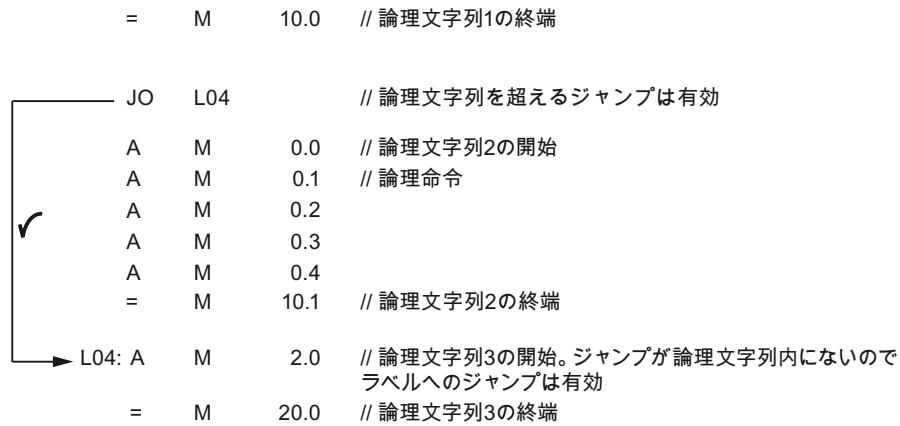 = M 10.0 // 論理文字列1の終端
JO L04 // 論理文字列を超えるジャンプは有効
A M 0.0 // 論理文字列2の開始
A M 0.1 // 論理命令
A M 0.2
A M 0.3
A M 0.4
= M 10.1 // 論理文字列2の終端
L04: A M 2.0 // 論理文字列3の開始。ジャンプが論理文字列内にないので
ラベルへのジャンプは有効
= M 20.0 // 論理文字列3の終端